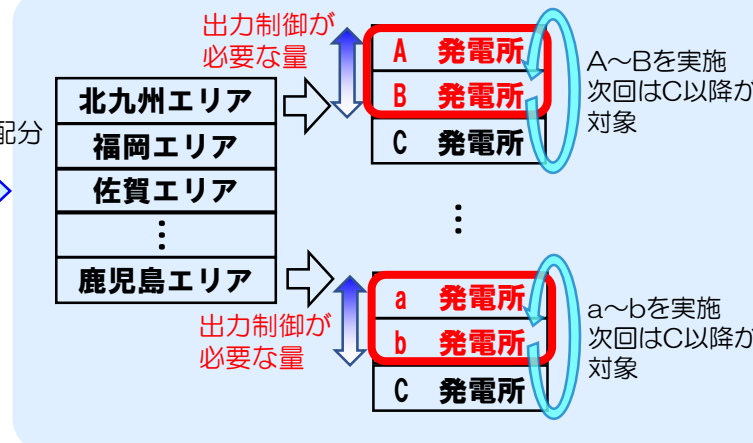 出力制御が
必要な量
A 発電所
B 発電所
C 発電所
A～Bを実施
次回はC以降が
対象
配分
北九州エリア
福岡エリア
佐賀エリア
⋮
鹿児島エリア
⋮
出力制御が
必要な量
a 発電所
b 発電所
C 発電所
a～bを実施
次回はC以降が
対象